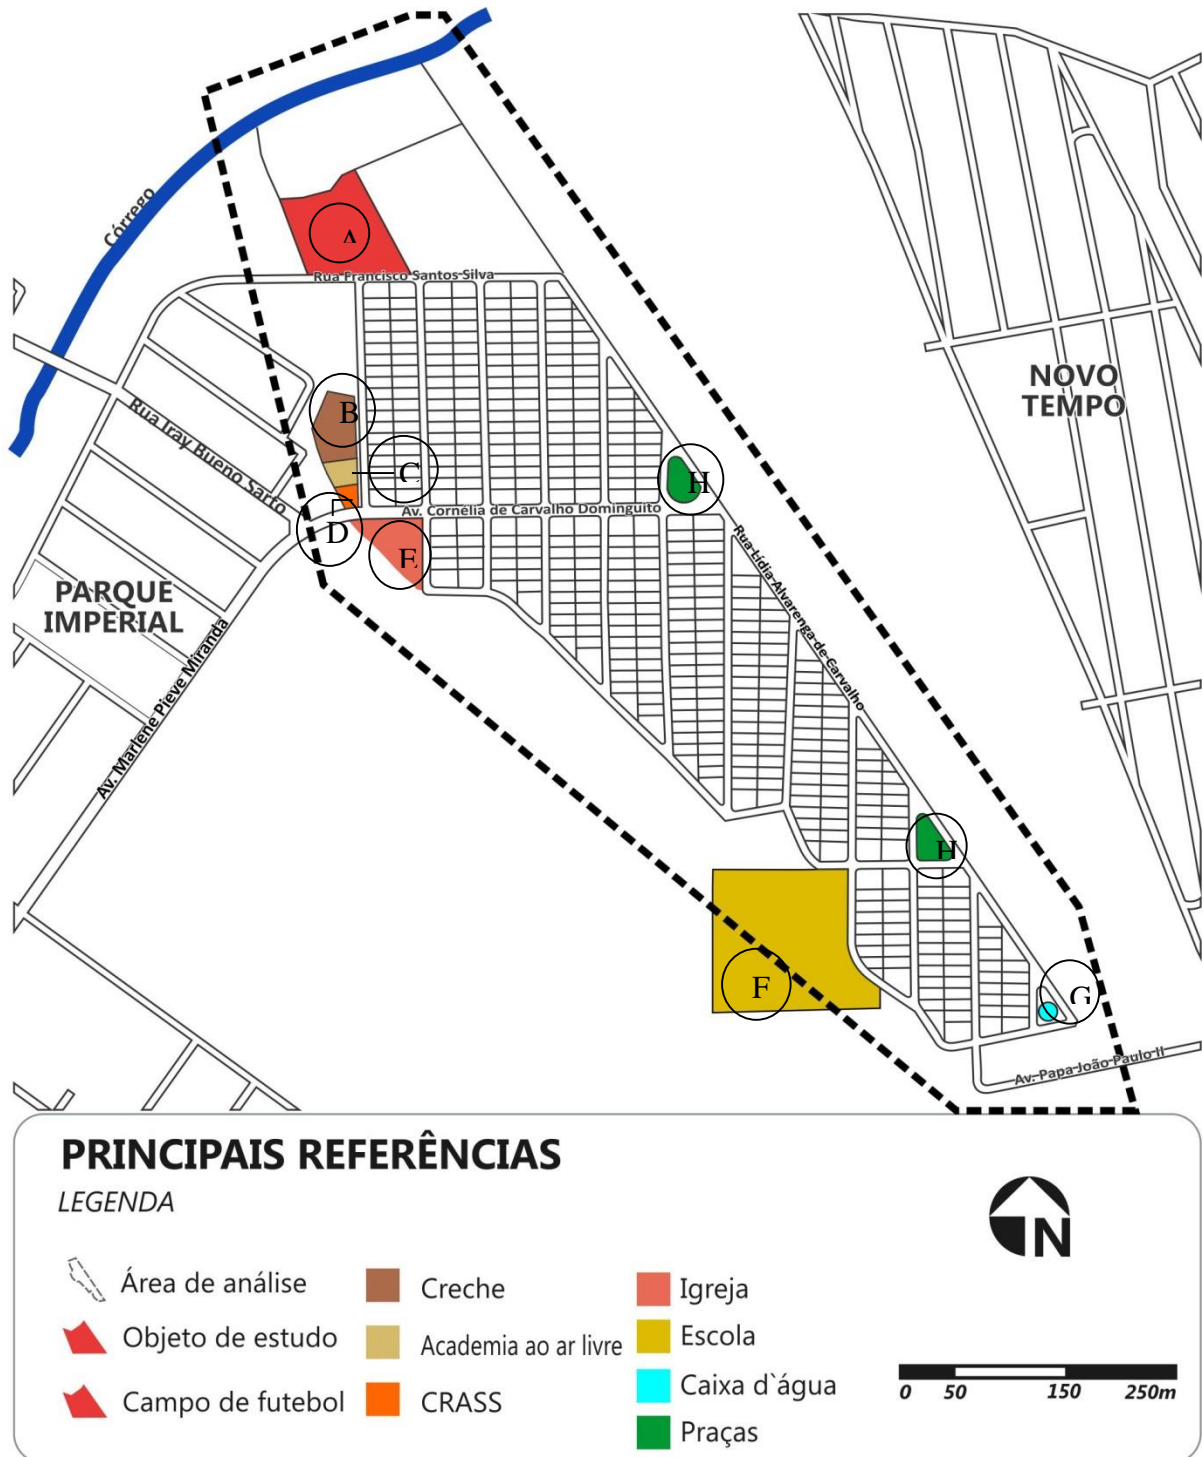 Córrego
A
Rua Francisco Santos Silva
NOVO
TEMPO
B
Rua Iray Bueno Sarto
C
H
Av. Cornélia de Carvalho Dominguito
D
E
Rua Lidia Alvarenga de Carvalho
PARQUE
IMPERIAL
Av. Marlene Pieve Miranda
H
F
G
Av. Papa João Paulo II
PRINCIPAIS REFERÊNCIAS
LEGENDA
N
Área de análise
Creche
Igreja
Objeto de estudo
Academia ao ar livre
Escola
Campo de futebol
CRASS
Caixa d`água
Praças
0 50 150 250m